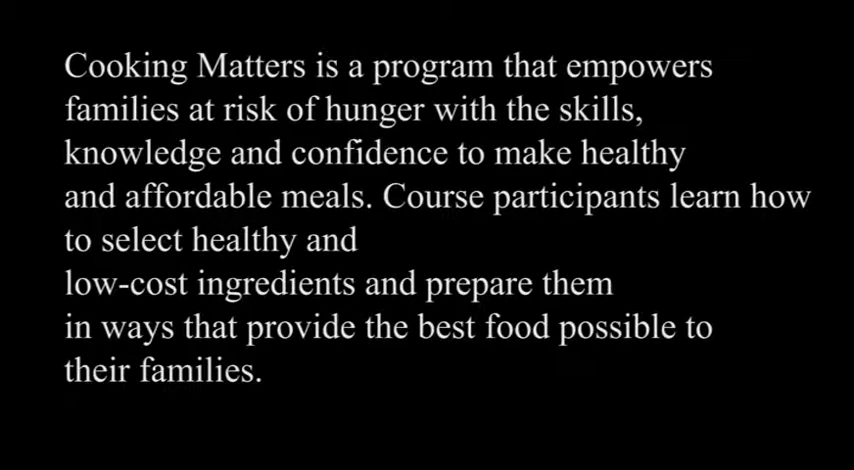 Cooking Matters is a program that empowers
families at risk of hunger with the skills,
knowledge and confidence to make healthy
and affordable meals. Course participants learn how
to select healthy and
low-cost ingredients and prepare them
in ways that provide the best food possible to
their families.